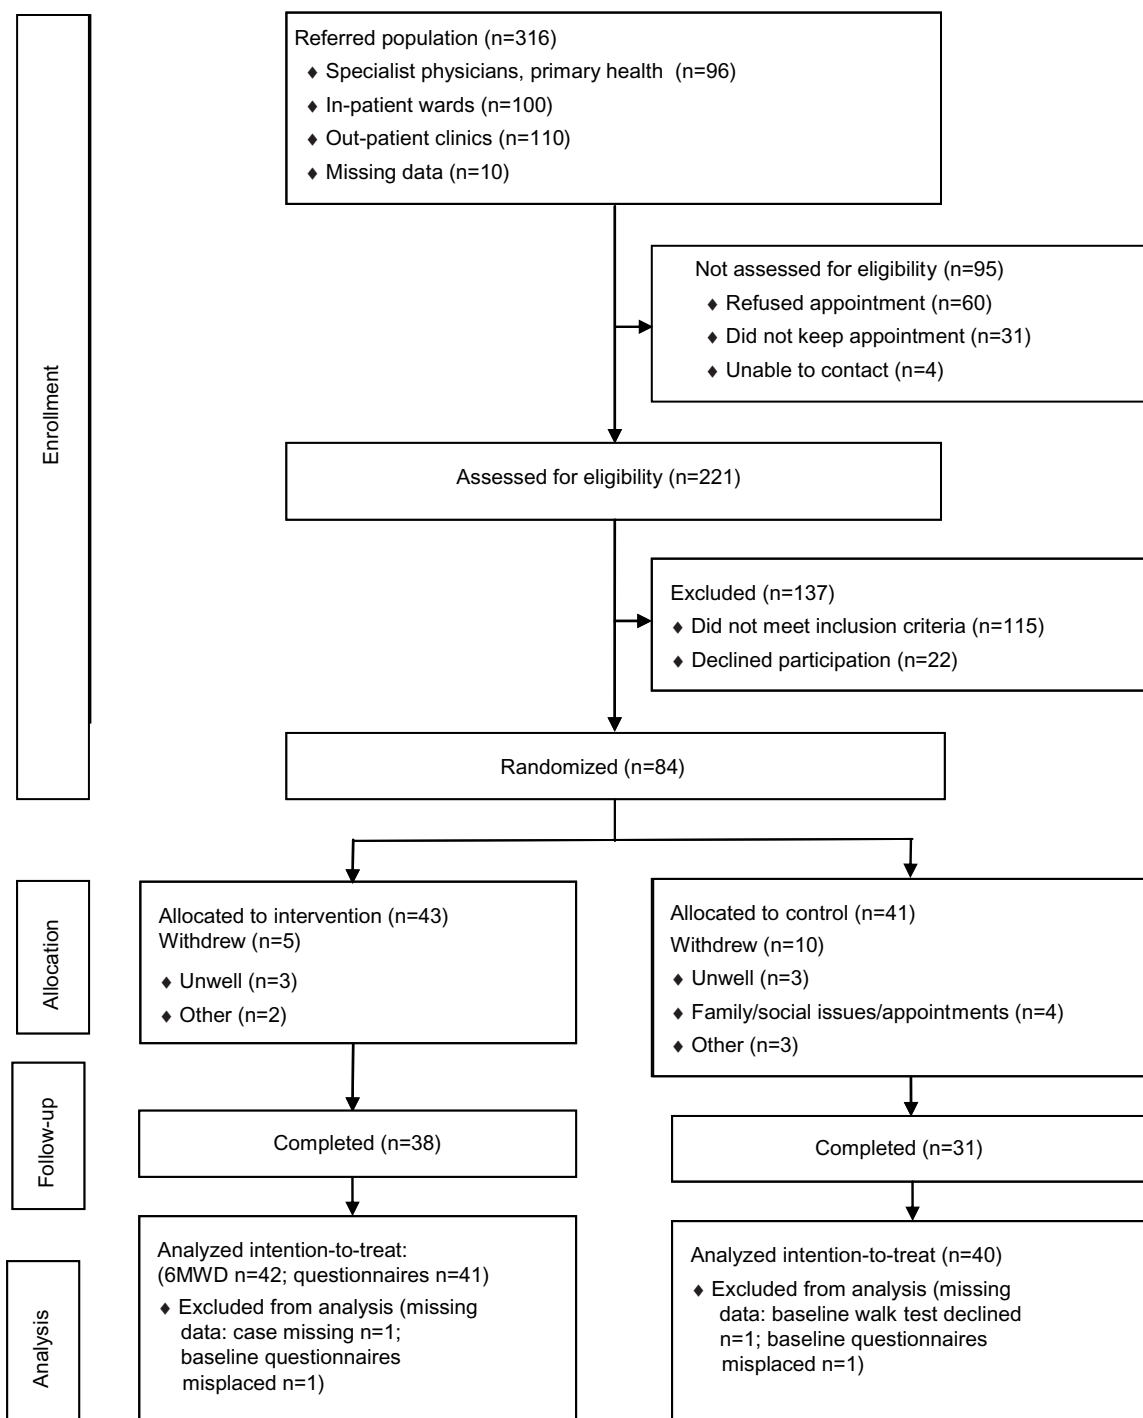 Enrollment
Referred population (n=316)
♦ Specialist physicians, primary health (n=96)
♦ In-patient wards (n=100)
♦ Out-patient clinics (n=110)
♦ Missing data (n=10)
Not assessed for eligibility (n=95)
♦ Refused appointment (n=60)
♦ Did not keep appointment (n=31)
♦ Unable to contact (n=4)
Assessed for eligibility (n=221)
Excluded (n=137)
♦ Did not meet inclusion criteria (n=115)
♦ Declined participation (n=22)
Randomized (n=84)
Allocation
Allocated to intervention (n=43)
Withdrew (n=5)
♦ Unwell (n=3)
♦ Other (n=2)
Allocated to control (n=41)
Withdrew (n=10)
♦ Unwell (n=3)
♦ Family/social issues/appointments (n=4)
♦ Other (n=3)
Follow-up
Completed (n=38)
Completed (n=31)
Analysis
Analyzed intention-to-treat:
(6MWD n=42; questionnaires n=41)
♦ Excluded from analysis (missing
data: case missing n=1;
baseline questionnaires
misplaced n=1)
Analyzed intention-to-treat (n=40)
♦ Excluded from analysis (missing
data: baseline walk test declined
n=1; baseline questionnaires
misplaced n=1)